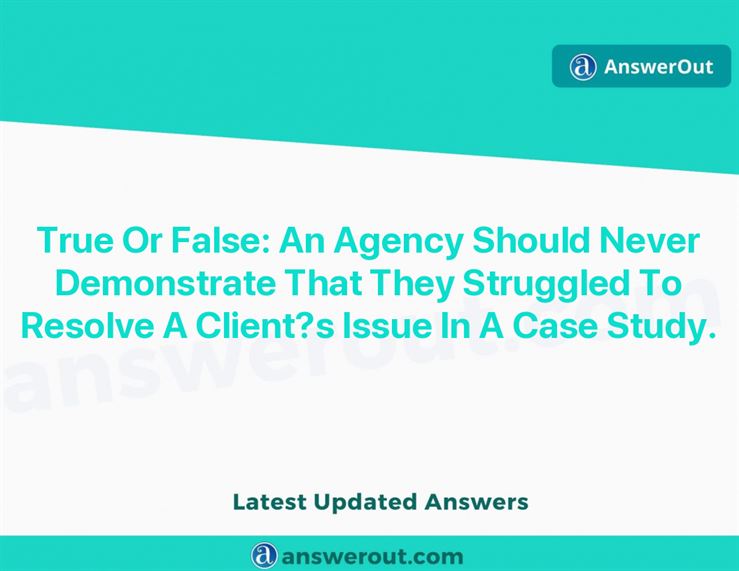 AnswerOut
True Or False: An Agency Should Never
Demonstrate That They Struggled To
Resolve A Client?s Issue In A Case Study.
answerout.com
Latest Updated Answers
answerout.com